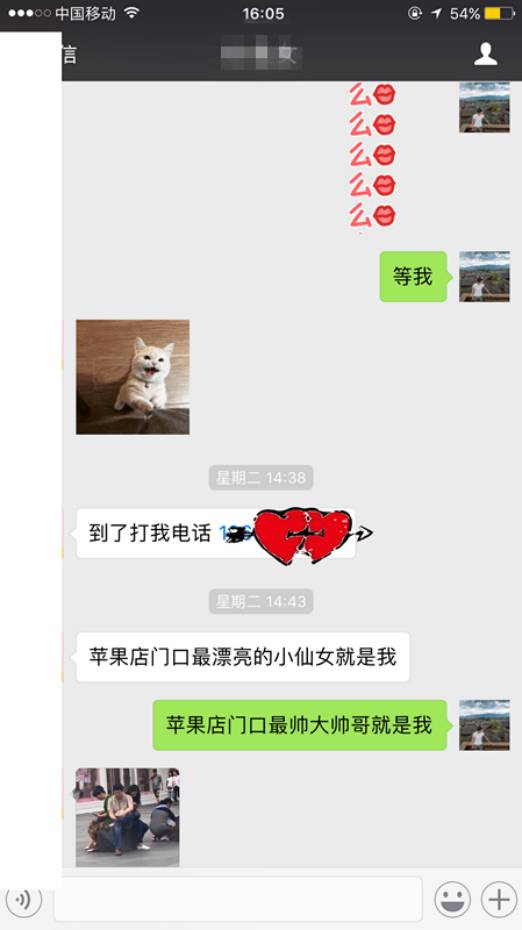 中国移动
16:05
54%
信
女
么
么
么
么
么
等我
星期二 14:38
到了打我电话
星期二 14:43
苹果店门口最漂亮的小仙女就是我
苹果店门口最帅大帅哥就是我